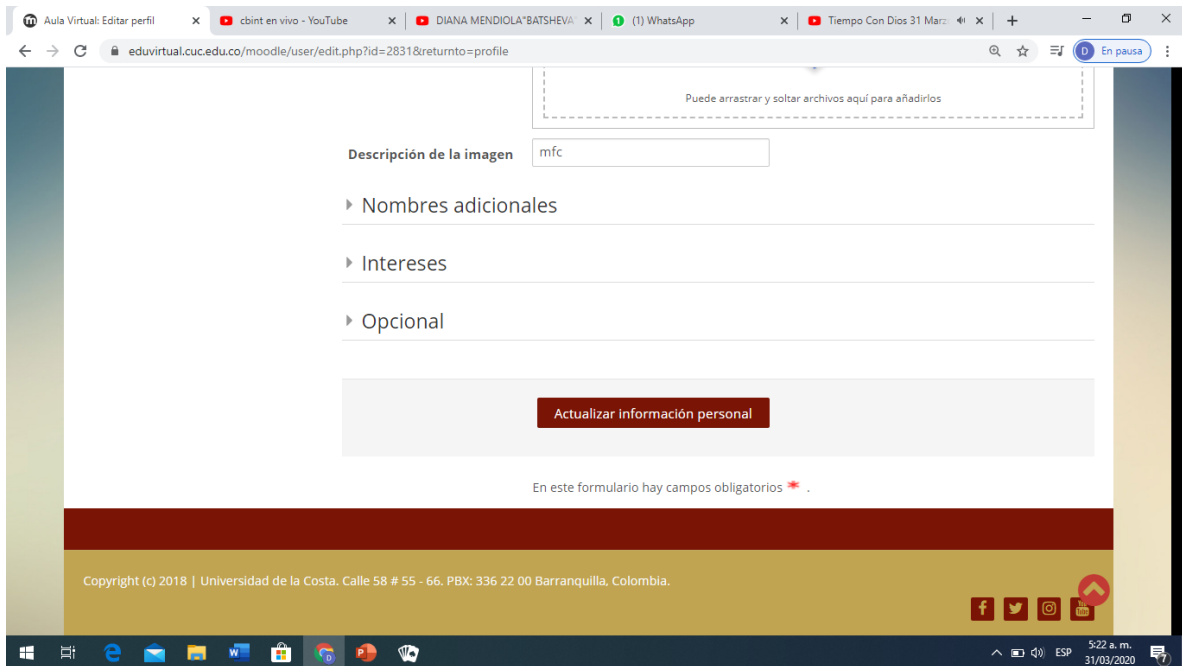 Aula Virtual: Editar perfil
cbint en vivo - YouTube
DIANA MENDIOLA"BATSHEVA
(1) WhatsApp
Tiempo Con Dios 31 Marz
eduvirtual.cuc.edu.co/moodle/user/edit.php?id=2831&returnto=profile
D En pausa
Puede arrastrar y soltar archivos aquí para añadirlos
Descripción de la imagen mfc
Nombres adicionales
Intereses
Opcional
Actualizar información personal
En este formulario hay campos obligatorios * .
Copyright (c) 2018 | Universidad de la Costa. Calle 58 # 55 - 66. PBX: 336 22 00 Barranquilla, Colombia.
ESP
5:22 a. m.
31/03/2020
7